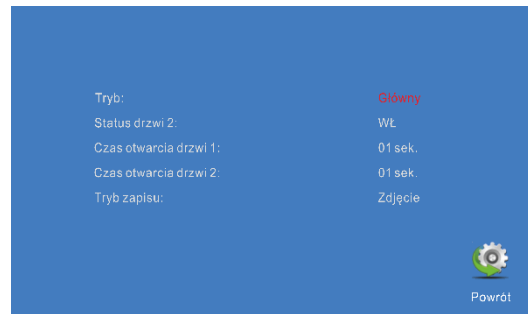 Tryb: Główny
Status drzwi 2: WŁ
Czas otwarcia drzwi 1: 01 sek.
Czas otwarcia drzwi 2: 01 sek.
Tryb zapisu: Zdjęcie
Powrót